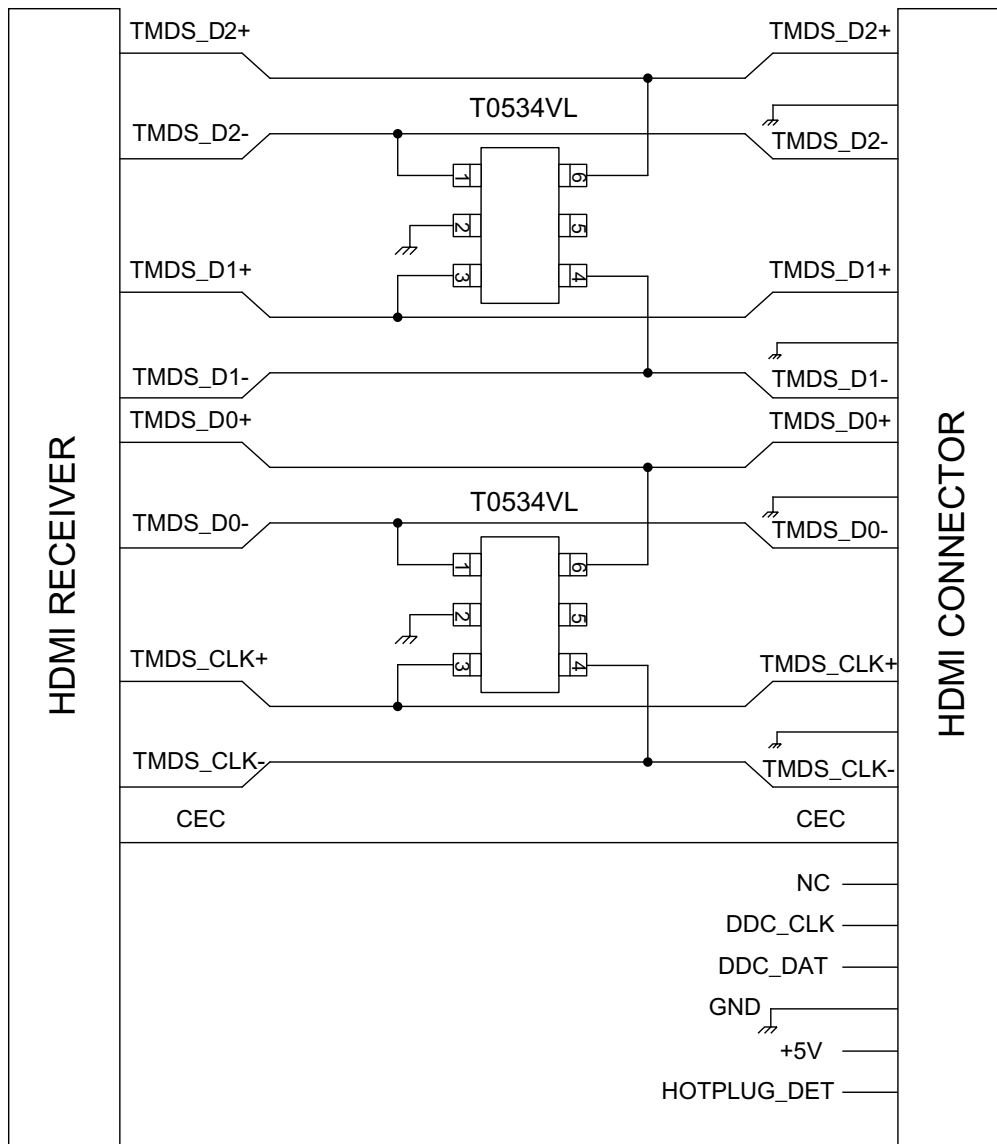 TMDS_D2+ TMDS_D2+
T0534VL
TMDS_D2- TMDS_D2-
1 6
2 5
3 4
TMDS_D1+ TMDS_D1+
TMDS_D1- TMDS_D1-
TMDS_D0+ TMDS_D0+
T0534VL
TMDS_D0- TMDS_D0-
1 6
2 5
3 4
TMDS_CLK+ TMDS_CLK+
TMDS_CLK- TMDS_CLK-
CEC CEC
NC
DDC_CLK
DDC_DAT
GND
+5V
HOTPLUG_DET
HDMI RECEIVER
HDMI CONNECTOR